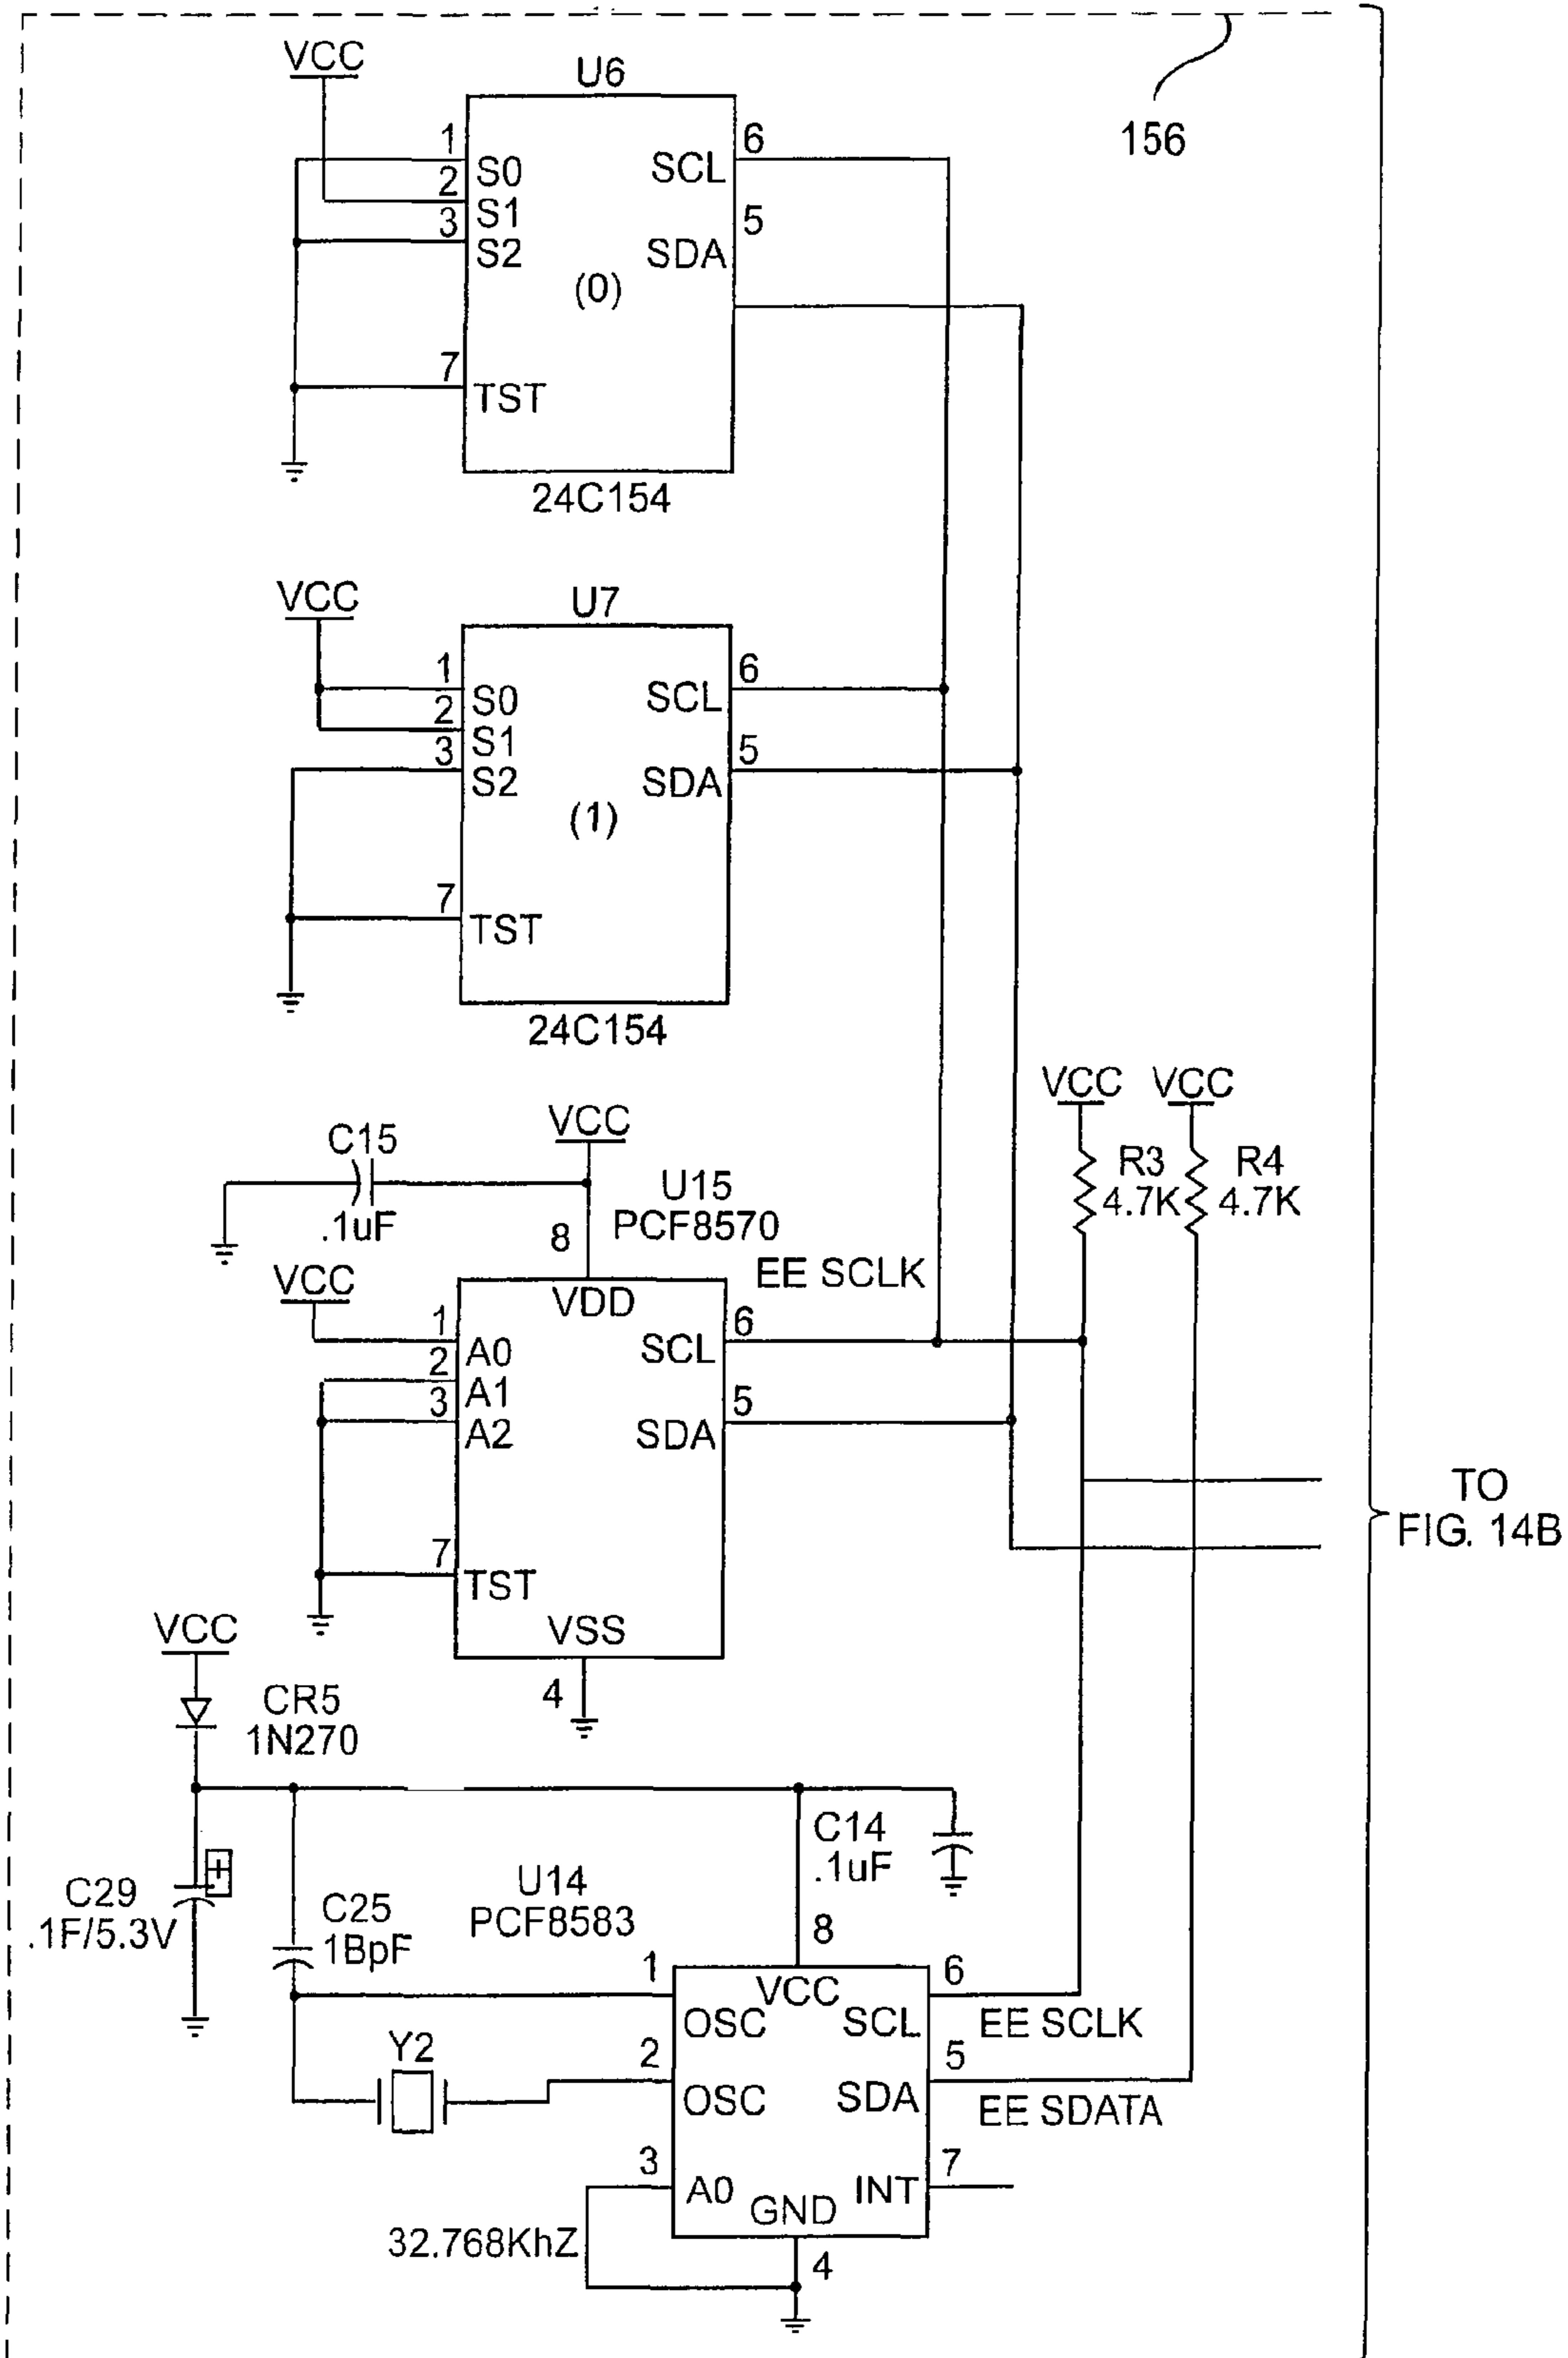 156
VCC
U6
1 S0
2 S1
3 S2
7 TST
SCL 6
SDA 5
(0)
24C154
VCC
U7
1 S0
2 S1
3 S2
7 TST
SCL 6
SDA 5
(1)
24C154
VCC
C15
.1uF
U15
PCF8570
8
VDD
VCC
1 A0
2 A1
3 A2
7 TST
SCL 6
SDA 5
EE SCLK
VSS
4
VCC VCC
R3
4.7K
R4
4.7K
TO
FIG. 14B
VCC
CR5
1N270
C29
.1F/5.3V
+
C25
1BpF
U14
PCF8583
C14
.1uF
8
VCC
1 OSC
2 OSC
3 A0
SCL 6
EE SCLK
SDA 5
EE SDATA
INT 7
GND
4
Y2
32.768KhZ